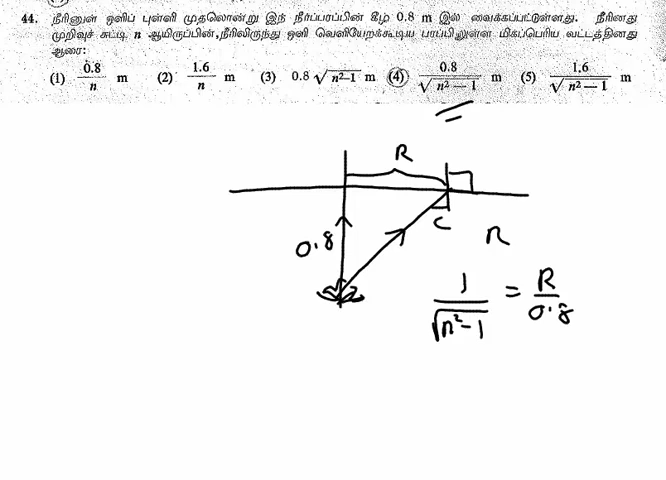 44. நீரினுள் ஒளிப் புள்ளி முதலொன்று இந் நீர்ப்பரப்பின் கீழ் 0.8 m இல் வைக்கப்பட்டுள்ளது. நீரினது
முறிவுச் சுட்டி n ஆயிருப்பின்,நீரிலிருந்து ஒளி வெளியேறக்கூடிய பரப்பிலுள்ள மிகப்பெரிய வட்டத்தினது
ஆரை:
(1) 0.8/n m (2) 1.6/n m (3) 0.8 √(n²–1) m (4) 0.8/√(n² – 1) m (5) 1.6/√(n² – 1) m
R
0.8
C
R
1/√(n²-1) = R/0.8